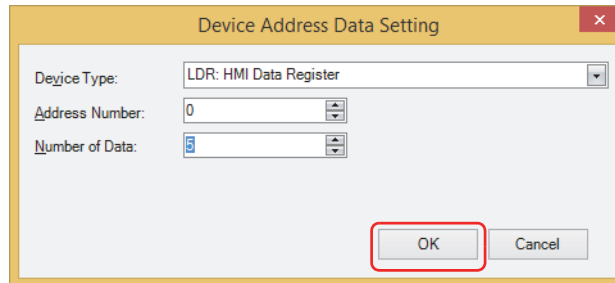 Device Address Data Setting
×
Device Type: LDR: HMI Data Register
Address Number: 0
Number of Data: 5
OK Cancel